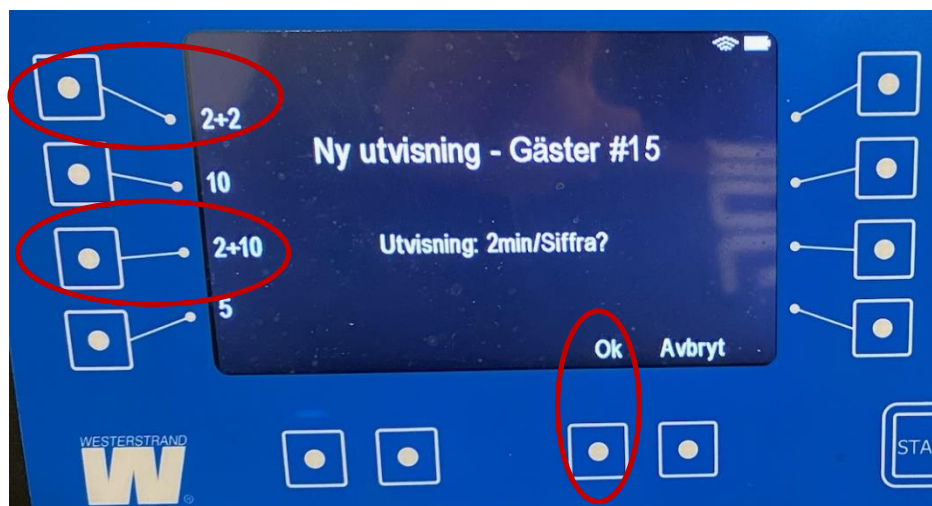 2+2
Ny utvisning - Gäster #15
10
2+10
Utvisning: 2min/Siffra?
5
Ok
Avbryt
WESTERSTRAND
W
®
STA